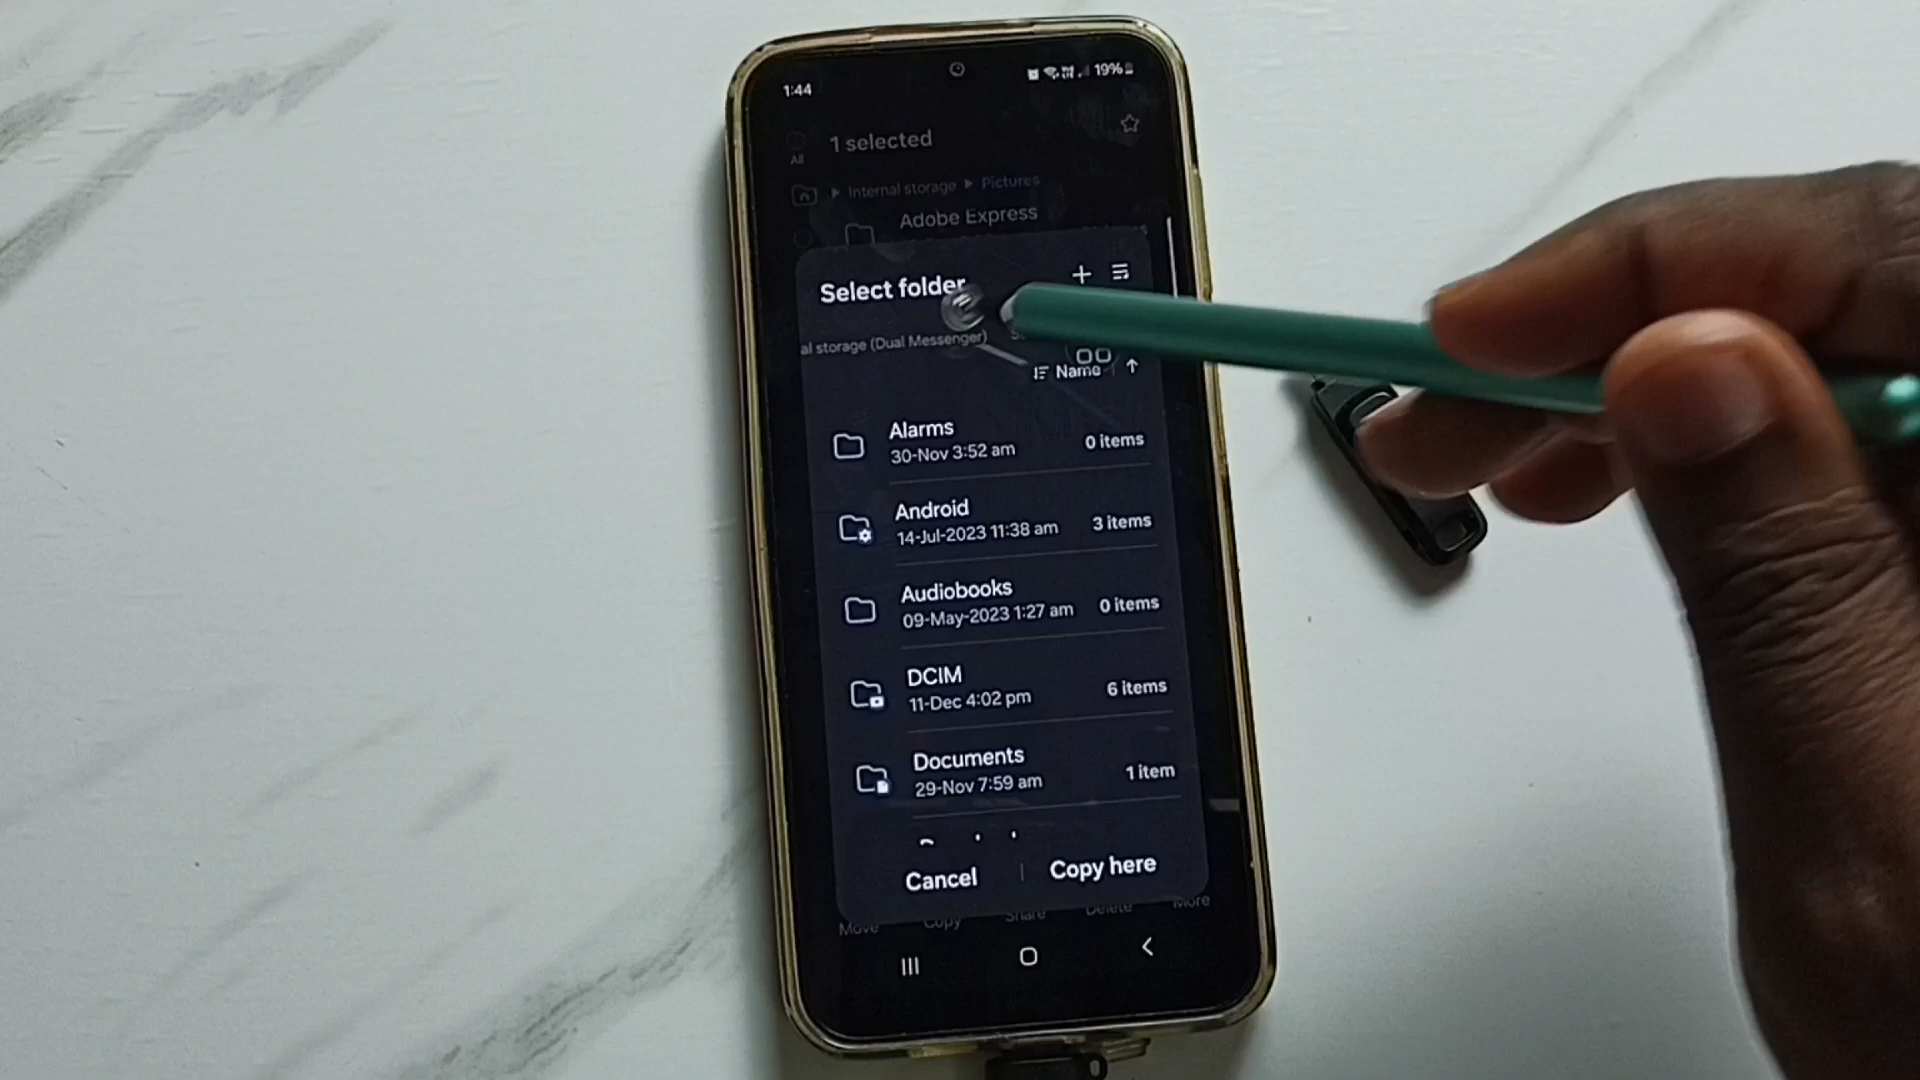 1:44
19%
1 selected
All
Internal storage ▸ Pictures
Adobe Express
Select folder
al storage (Dual Messenger)
Name
Alarms
30-Nov 3:52 am
0 items
Android
14-Jul-2023 11:38 am
3 items
Audiobooks
09-May-2023 1:27 am
0 items
DCIM
11-Dec 4:02 pm
6 items
Documents
29-Nov 7:59 am
1 item
Cancel
Copy here
Move
Copy
Share
Delete
More